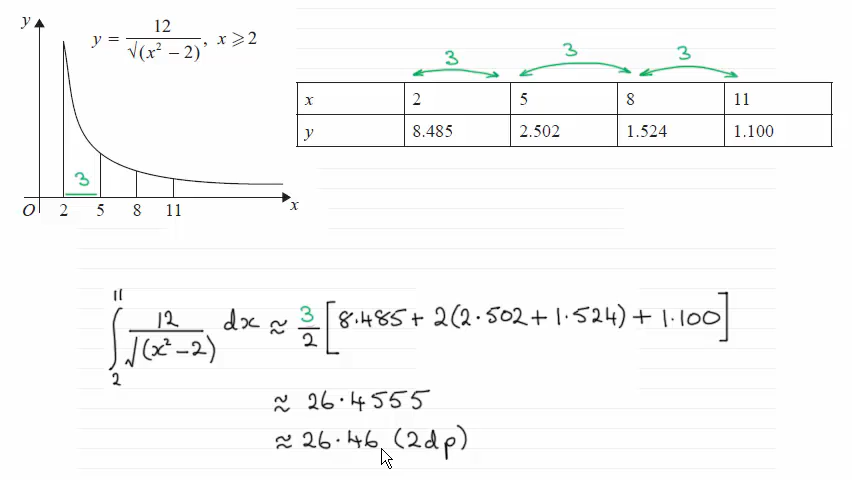 y
y = 12/√(x² − 2), x ⩾ 2
3 3 3
x 2 5 8 11
y 8.485 2.502 1.524 1.100
3
O 2 5 8 11 x
∫₂¹¹ 12/√(x² − 2) dx ≈ 3/2 [8.485 + 2(2.502 + 1.524) + 1.100]
≈ 26.4555
≈ 26.46 (2dp)